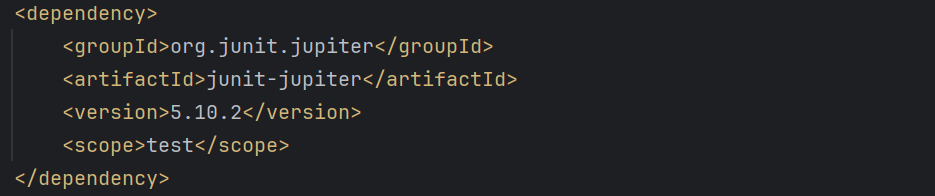 <dependency>
<groupId>org.junit.jupiter</groupId>
<artifactId>junit-jupiter</artifactId>
<version>5.10.2</version>
<scope>test</scope>
</dependency>